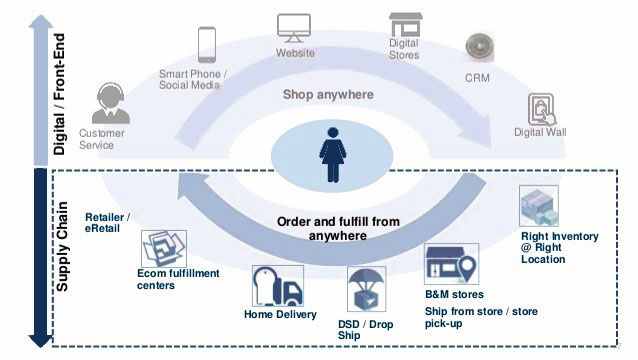 Digital / Front-End
Customer
Service
Smart Phone /
Social Media
Website
Digital
Stores
CRM
Digital Wall
Shop anywhere
Supply Chain
Order and fulfill from
anywhere
Retailer /
eRetail
Ecom fulfillment
centers
Home Delivery
DSD / Drop
Ship
B&M stores
Ship from store / store
pick-up
Right Inventory
@ Right
Location